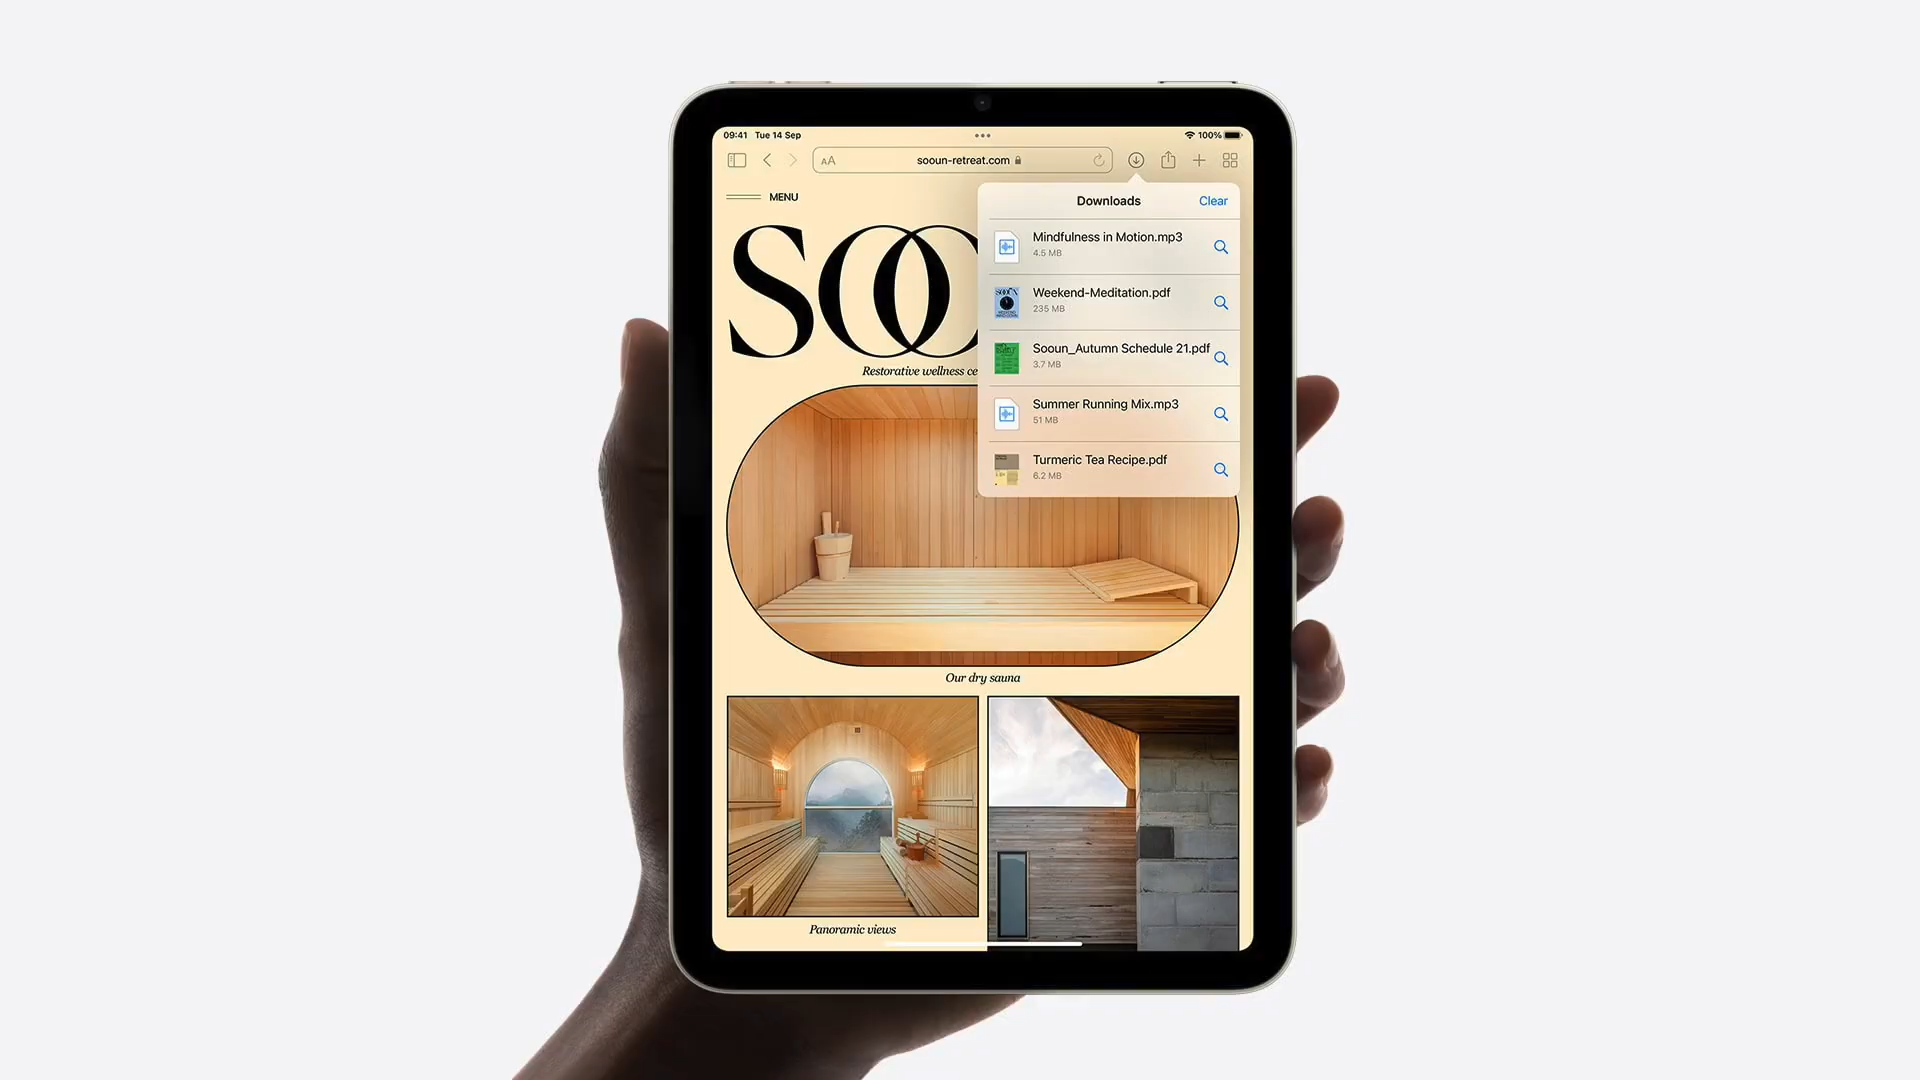 09:41 Tue 14 Sep
100%
AA
sooun-retreat.com
MENU
Downloads
Clear
Mindfulness in Motion.mp3
4.5 MB
Weekend-Meditation.pdf
235 MB
Sooun_Autumn Schedule 21.pdf
3.7 MB
Summer Running Mix.mp3
51 MB
Turmeric Tea Recipe.pdf
6.2 MB
SOO
Restorative wellness ce
Our dry sauna
Panoramic views